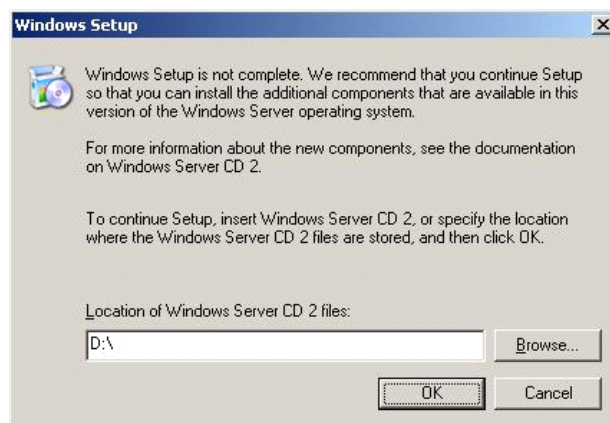 Windows Setup
Windows Setup is not complete. We recommend that you continue Setup
so that you can install the additional components that are available in this
version of the Windows Server operating system.
For more information about the new components, see the documentation
on Windows Server CD 2.
To continue Setup, insert Windows Server CD 2, or specify the location
where the Windows Server CD 2 files are stored, and then click OK.
Location of Windows Server CD 2 files:
D:\
Browse...
OK
Cancel